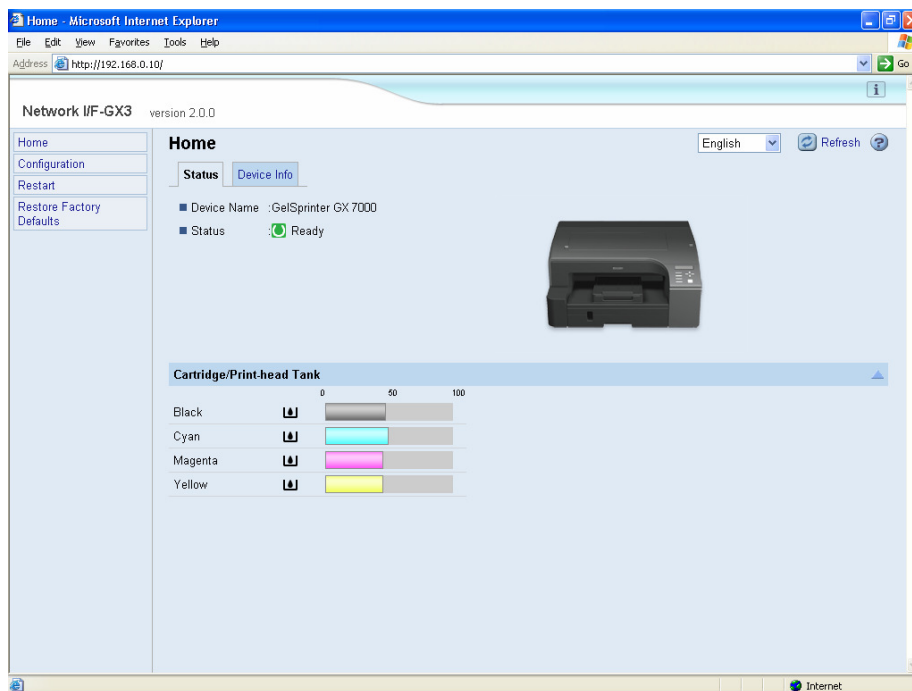 Home - Microsoft Internet Explorer
File Edit View Favorites Tools Help
Address http://192.168.0.10/ Go
i
Network I/F-GX3 version 2.0.0
Home
Configuration
Restart
Restore Factory
Defaults
Home
English Refresh ?
Status Device Info
Device Name :GelSprinter GX 7000
Status : Ready
Cartridge/Print-head Tank
0 50 100
Black
Cyan
Magenta
Yellow
Internet